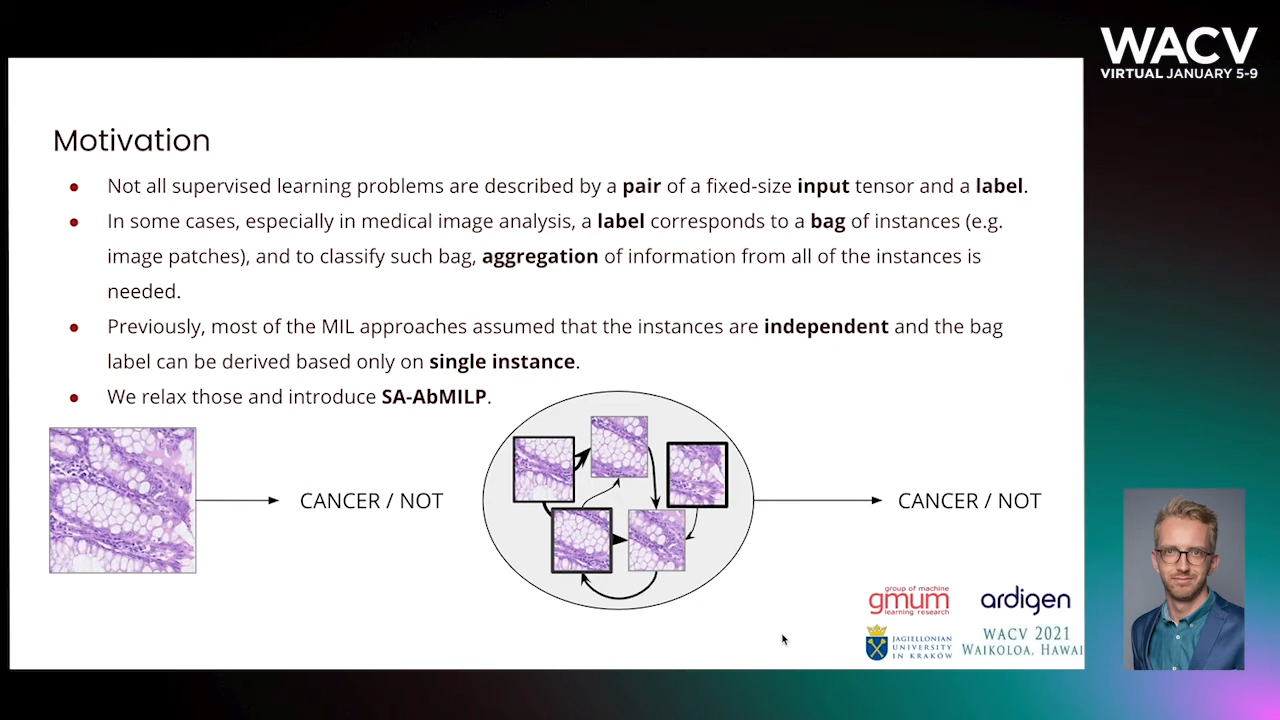 WACV
VIRTUAL JANUARY 5-9
Motivation
● Not all supervised learning problems are described by a pair of a fixed-size input tensor and a label.
● In some cases, especially in medical image analysis, a label corresponds to a bag of instances (e.g.
image patches), and to classify such bag, aggregation of information from all of the instances is
needed.
● Previously, most of the MIL approaches assumed that the instances are independent and the bag
label can be derived based only on single instance.
● We relax those and introduce SA-AbMILP.
CANCER / NOT
CANCER / NOT
group of machine
gmum
learning research
ardigen
JAGIELLONIAN
UNIVERSITY
IN KRAKÓW
WACV 2021
WAIKOLOA, HAWAI